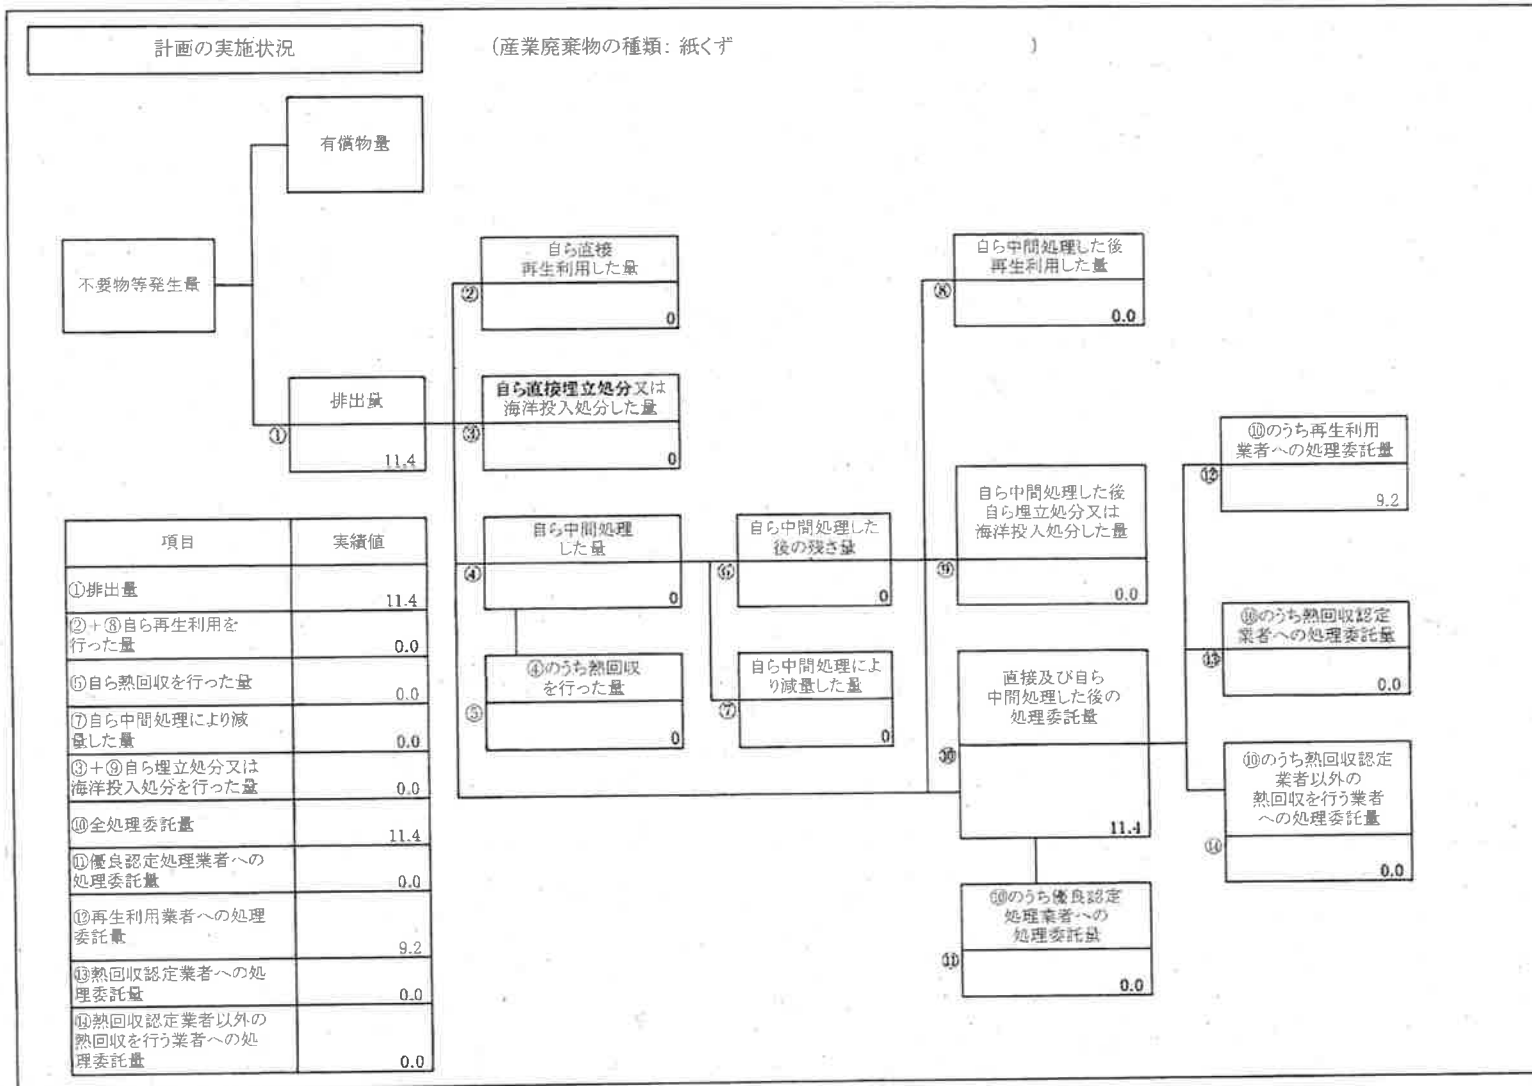 計画の実施状況
(産業廃棄物の種類: 紙くず )
有償物量
不要物等発生量
排出量
①
11.4
自ら直接
再生利用した量
②
0
自ら直接埋立処分又は
海洋投入処分した量
③
0
自ら中間処理
した量
④
0
④のうち熱回収
を行った量
⑤
0
自ら中間処理した
後の残さ量
⑥
0
自ら中間処理によ
り減量した量
⑦
0
自ら中間処理した後
再生利用した量
⑧
0.0
自ら中間処理した後
自ら埋立処分又は
海洋投入処分した量
⑨
0.0
直接及び自ら
中間処理した後の
処理委託量
⑩
11.4
⑩のうち優良認定
処理業者への
処理委託量
⑪
0.0
⑩のうち再生利用
業者への処理委託量
⑫
9.2
⑩のうち熱回収認定
業者への処理委託量
⑬
0.0
⑩のうち熱回収認定
業者以外の
熱回収を行う業者
への処理委託量
⑭
0.0
項目 実績値
①排出量 11.4
②+⑧自ら再生利用を
行った量 0.0
⑤自ら熱回収を行った量 0.0
⑦自ら中間処理により減
量した量 0.0
③+⑨自ら埋立処分又は
海洋投入処分を行った量 0.0
⑩全処理委託量 11.4
⑪優良認定処理業者への
処理委託量 0.0
⑫再生利用業者への処理
委託量 9.2
⑬熱回収認定業者への処
理委託量 0.0
⑭熱回収認定業者以外の
熱回収を行う業者への処
理委託量 0.0